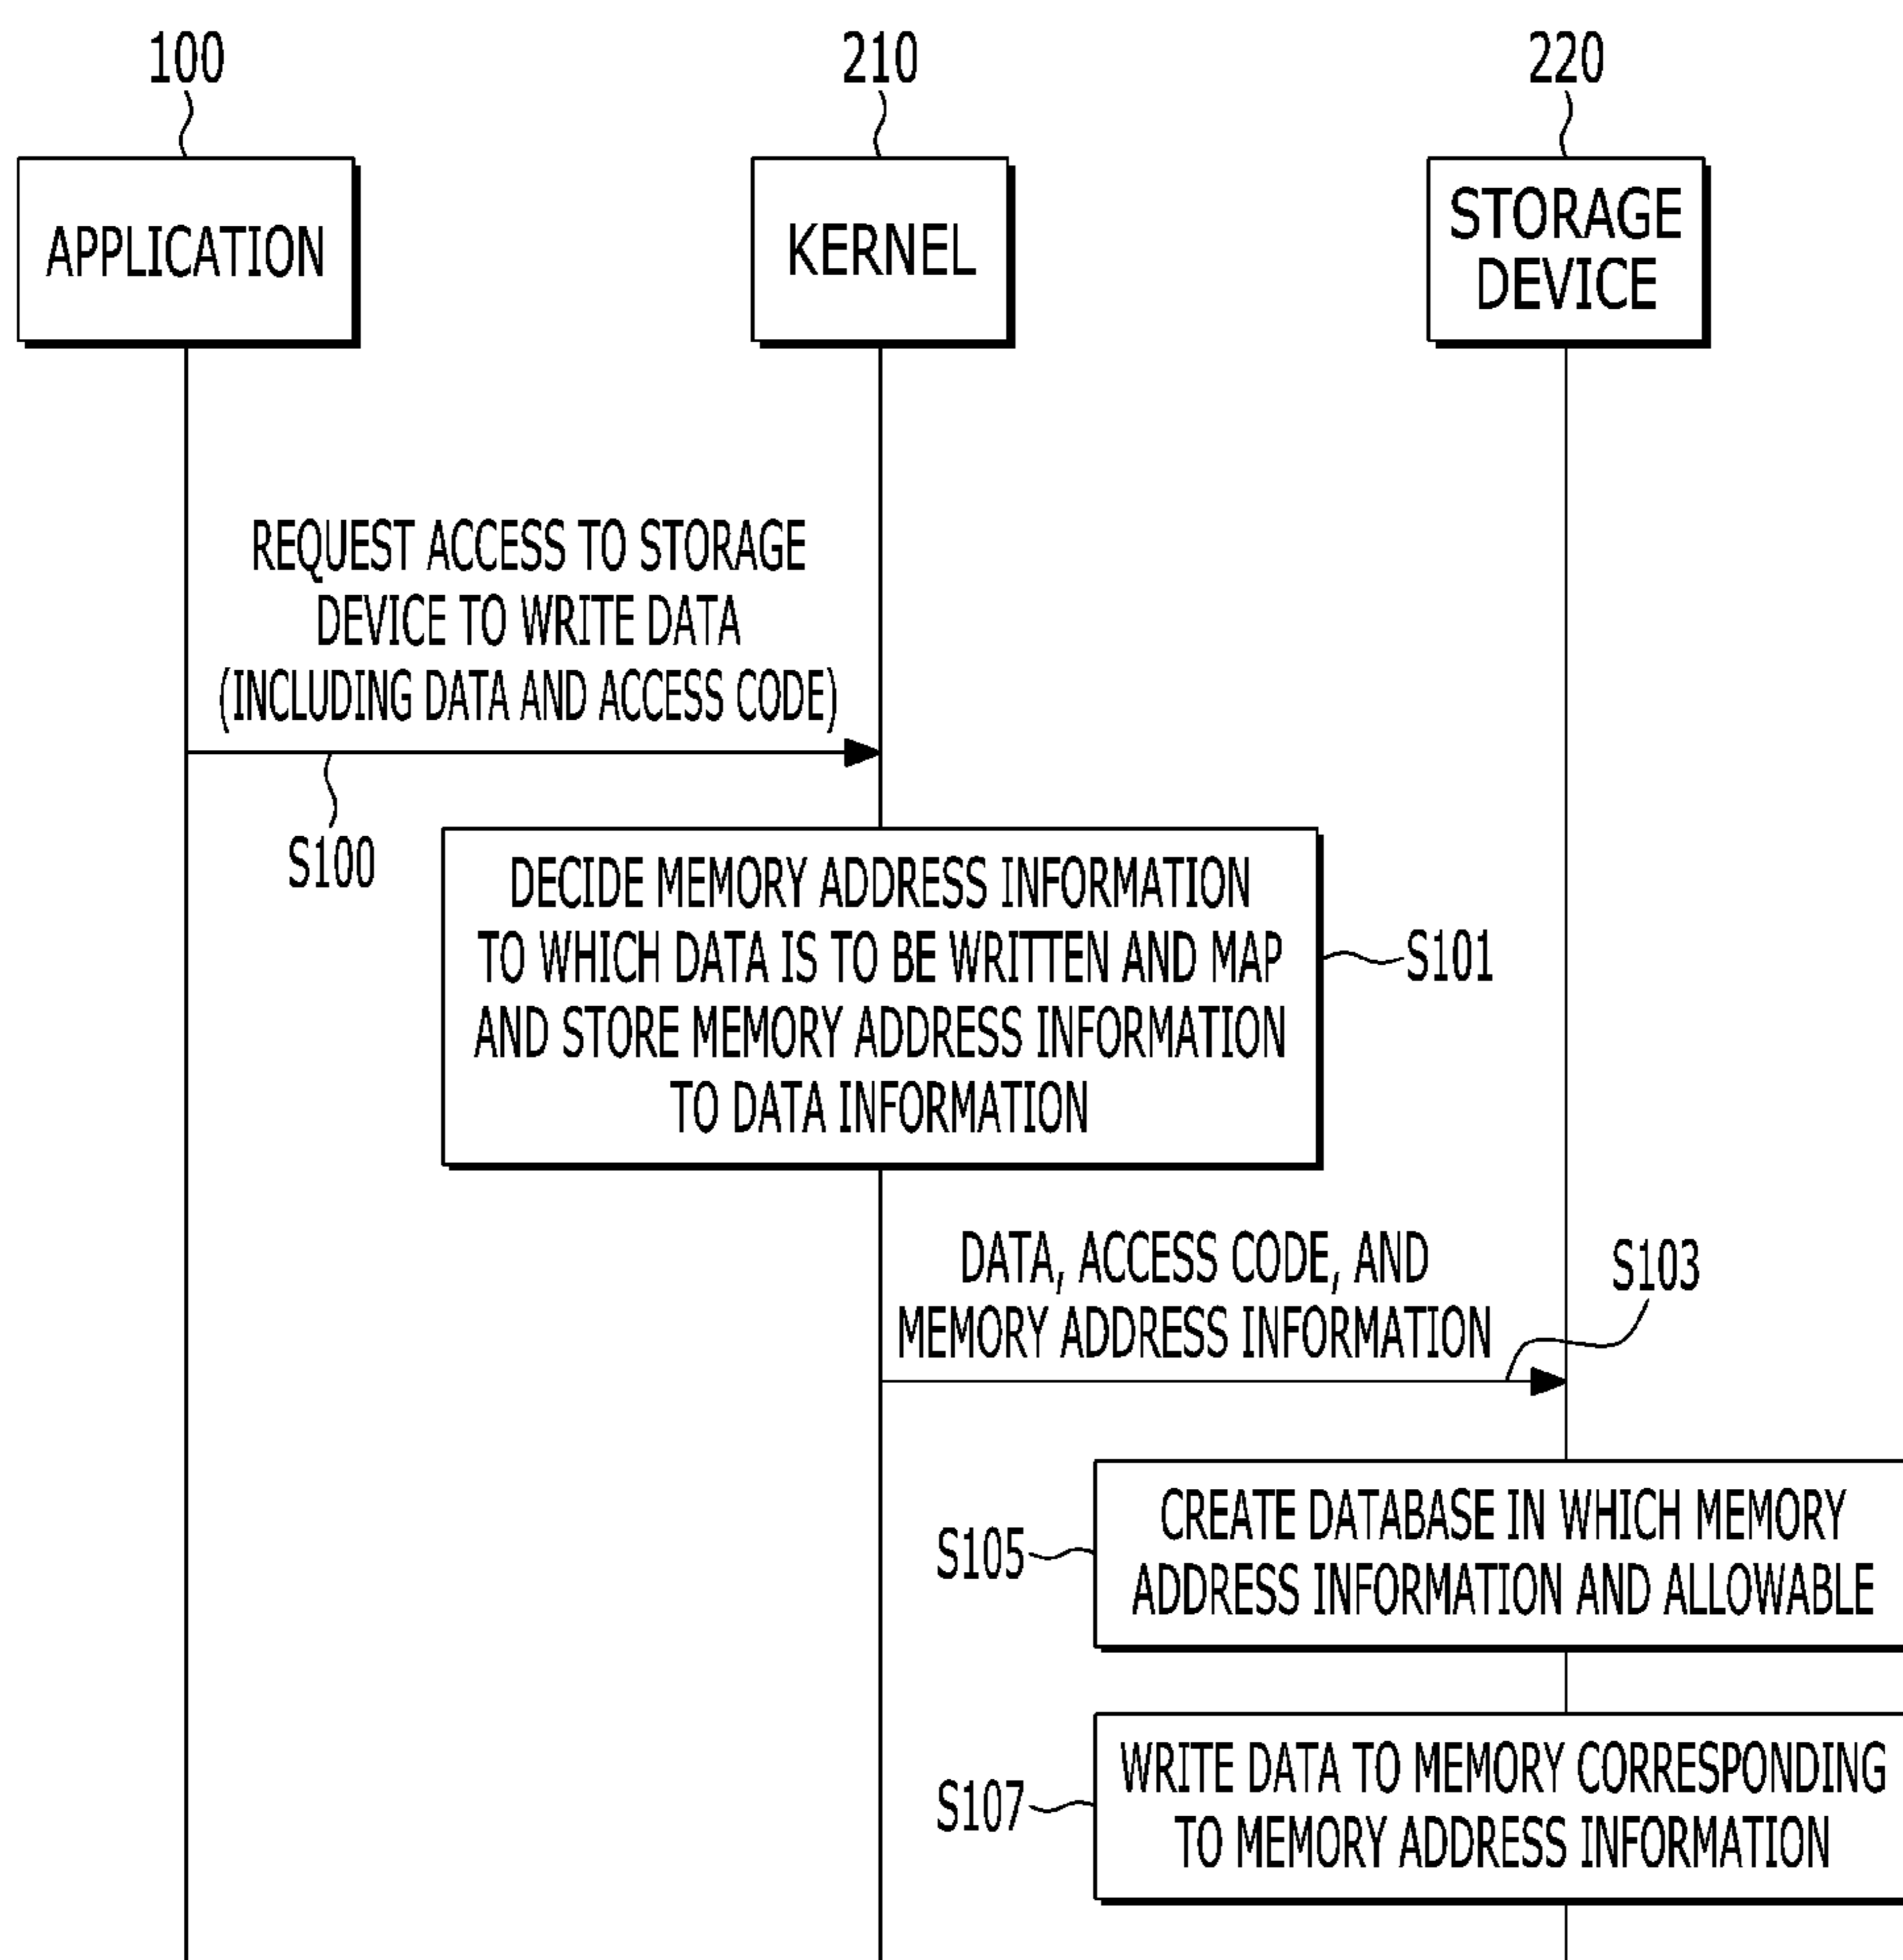 100
210
220
APPLICATION
KERNEL
STORAGE
DEVICE
REQUEST ACCESS TO STORAGE
DEVICE TO WRITE DATA
(INCLUDING DATA AND ACCESS CODE)
S100
DECIDE MEMORY ADDRESS INFORMATION
TO WHICH DATA IS TO BE WRITTEN AND MAP
AND STORE MEMORY ADDRESS INFORMATION
TO DATA INFORMATION
S101
DATA, ACCESS CODE, AND
MEMORY ADDRESS INFORMATION
S103
S105
CREATE DATABASE IN WHICH MEMORY
ADDRESS INFORMATION AND ALLOWABLE
S107
WRITE DATA TO MEMORY CORRESPONDING
TO MEMORY ADDRESS INFORMATION